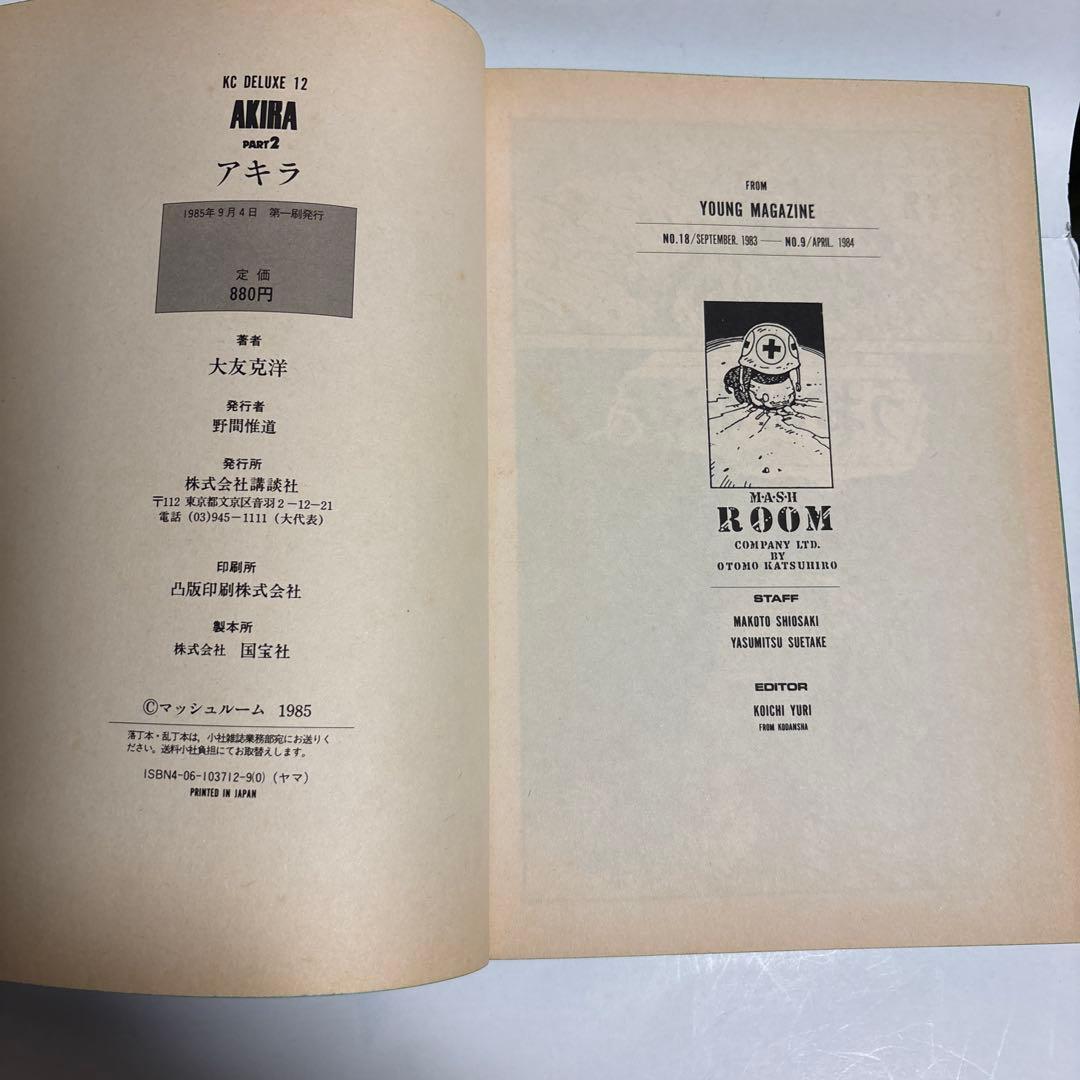 KC DELUXE 12
AKIRA
PART2
アキラ
1985年9月4日 第一刷発行
定価
880円
著者
大友克洋
発行者
野間惟道
発行所
株式会社講談社
〒112 東京都文京区音羽2-12-21
電話 (03)945-1111(大代表)
印刷所
凸版印刷株式会社
製本所
株式会社 国宝社
©マッシュルーム 1985
落丁本・乱丁本は、小社雑誌業務部宛にお送りく
ださい。送料小社負担にてお取替えします。
ISBN4-06-103712-9(0)(ヤマ)
PRINTED IN JAPAN
FROM
YOUNG MAGAZINE
NO.18/SEPTEMBER. 1983 — NO.9/APRIL. 1984
M·A·S·H
ROOM
COMPANY LTD.
BY
OTOMO KATSUHIRO
STAFF
MAKOTO SHIOSAKI
YASUMITSU SUETAKE
EDITOR
KOICHI YURI
FROM KODANSHA